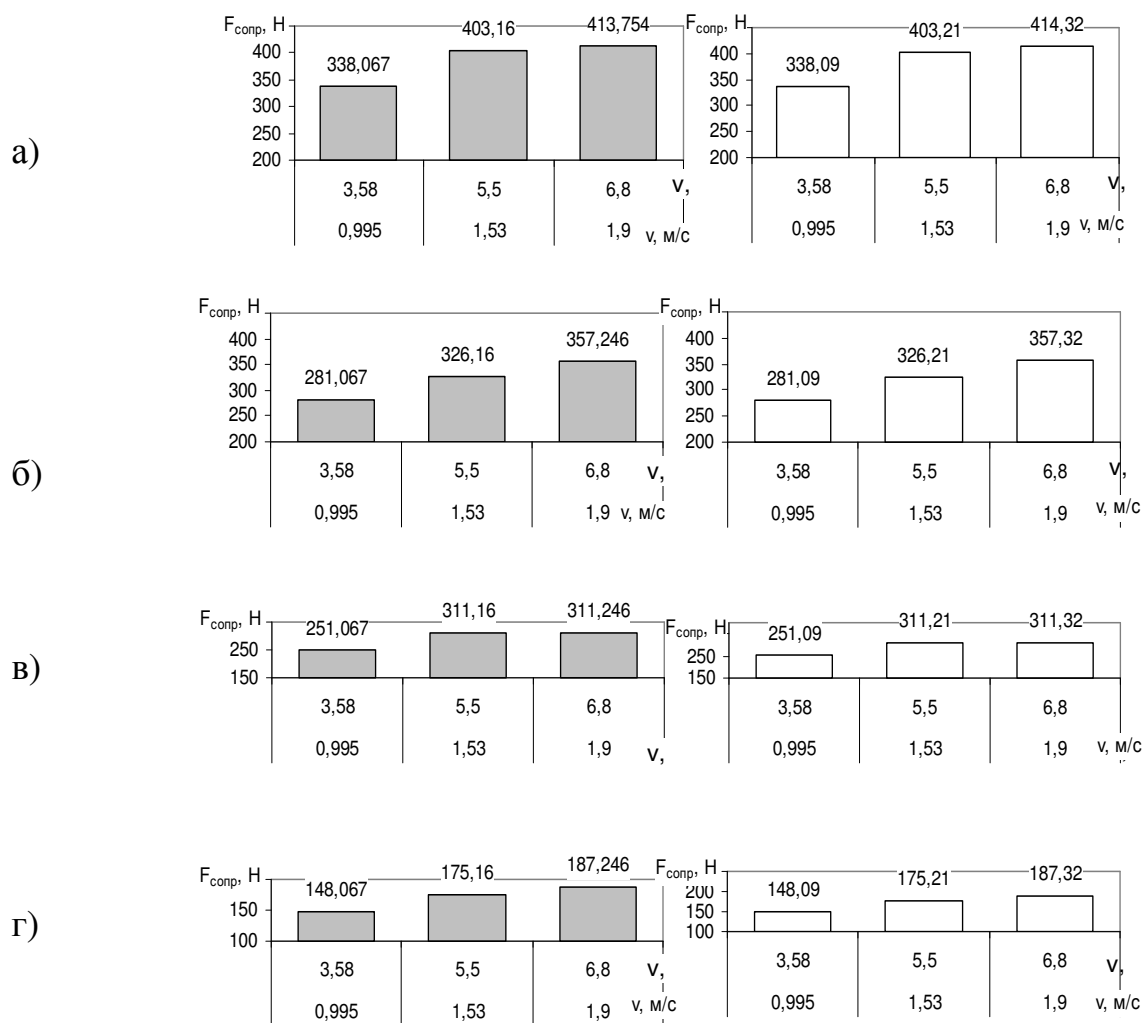 а)
Fсопр, Н
400
350
300
250
200
338,067
403,16
413,754
3,58 5,5 6,8 v,
0,995 1,53 1,9 v, м/с
Fсопр, Н
400
350
300
250
200
338,09
403,21
414,32
3,58 5,5 6,8 v,
0,995 1,53 1,9 v, м/с
б)
Fсопр, Н
400
350
300
250
200
281,067
326,16
357,246
3,58 5,5 6,8 v,
0,995 1,53 1,9 v, м/с
Fсопр, Н
400
350
300
250
200
281,09
326,21
357,32
3,58 5,5 6,8 v,
0,995 1,53 1,9 v, м/с
в)
Fсопр, Н
250
150
251,067
311,16
311,246
3,58 5,5 6,8
0,995 1,53 1,9 v,
Fсопр, Н
250
150
251,09
311,21
311,32
3,58 5,5 6,8
0,995 1,53 1,9 v, м/с
г)
Fсопр, Н
150
100
148,067
175,16
187,246
3,58 5,5 6,8 v,
0,995 1,53 1,9 v, м/с
Fсопр, Н
200
150
100
148,09
175,21
187,32
3,58 5,5 6,8 v,
0,995 1,53 1,9 v, м/с